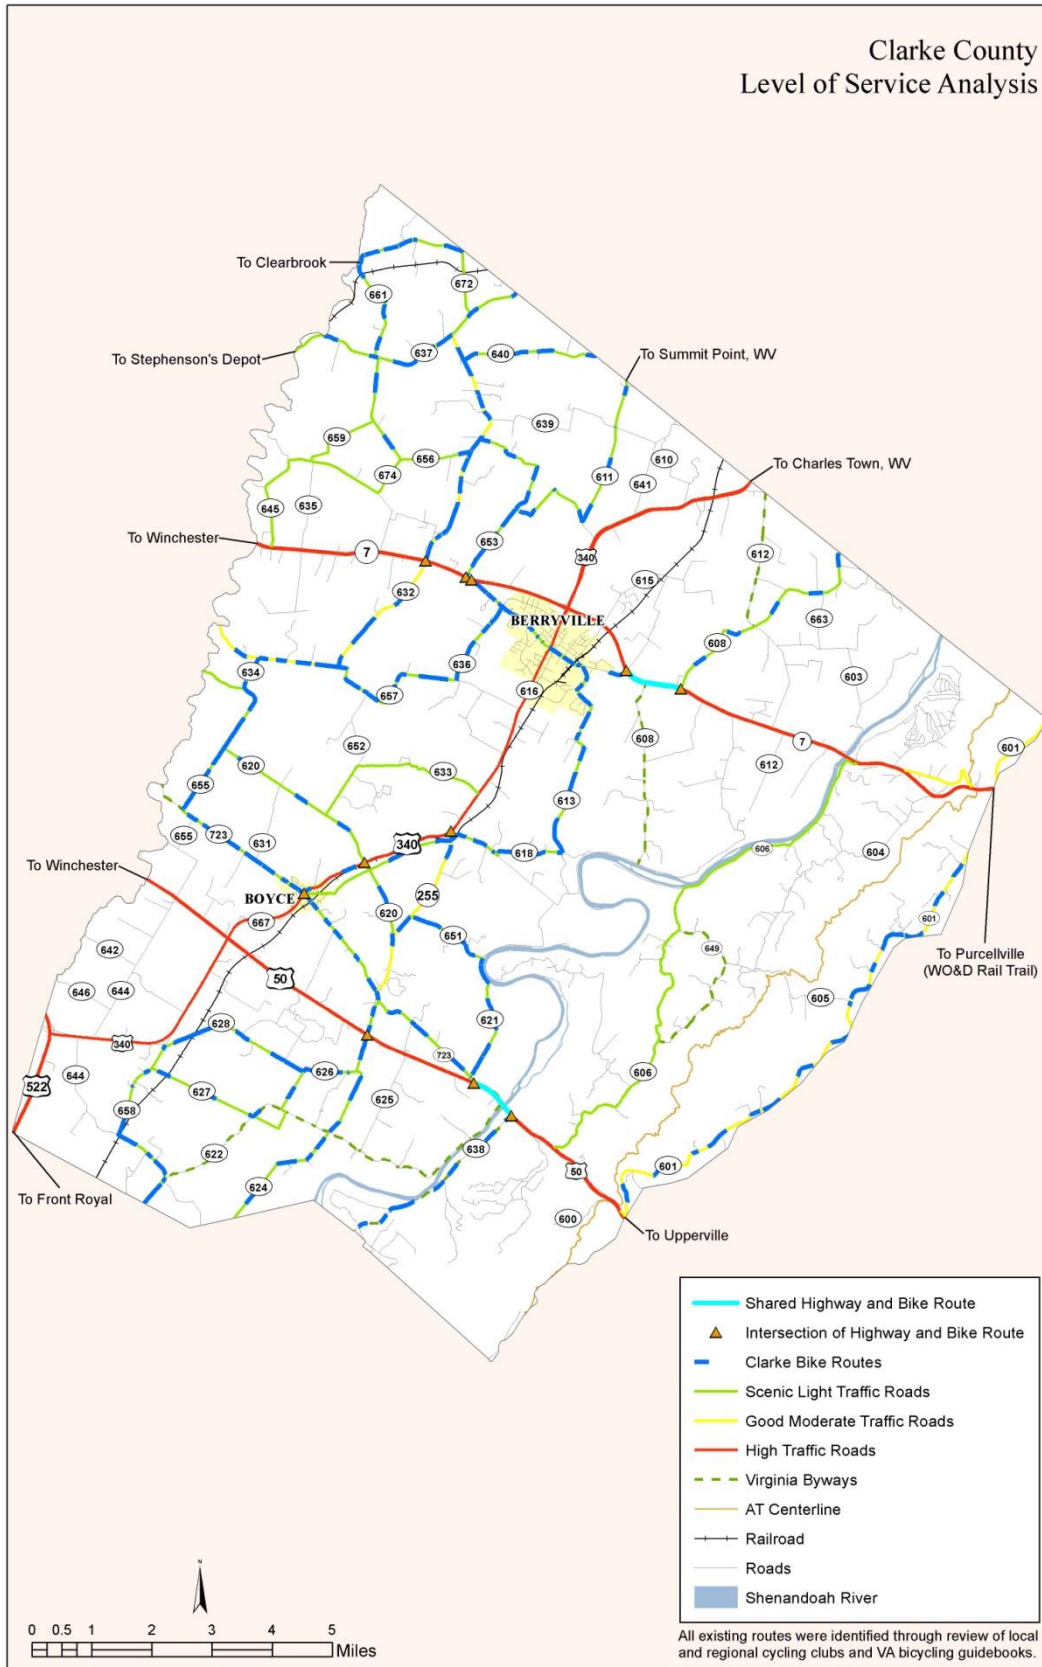 Clarke County
Level of Service Analysis
To Clearbrook
672
661
To Stephenson's Depot
637
640
To Summit Point, WV
639
659
656
610
To Charles Town, WV
674
611
641
645
635
To Winchester
7
653
340
612
632
615
BERRYVILLE
663
608
634
636
603
657
616
652
608
7
601
620
633
612
655
613
655
723
631
340
618
606
604
To Winchester
BOYCE
255
620
667
601
651
649
642
To Purcellville
(WO&D Rail Trail)
50
646
644
605
628
621
340
723
606
522
644
626
627
625
658
622
638
601
50
624
To Front Royal
600
To Upperville
Shared Highway and Bike Route
Intersection of Highway and Bike Route
Clarke Bike Routes
Scenic Light Traffic Roads
Good Moderate Traffic Roads
High Traffic Roads
Virginia Byways
AT Centerline
Railroad
Roads
Shenandoah River
N
0 0.5 1 2 3 4 5
Miles
All existing routes were identified through review of local
and regional cycling clubs and VA bicycling guidebooks.